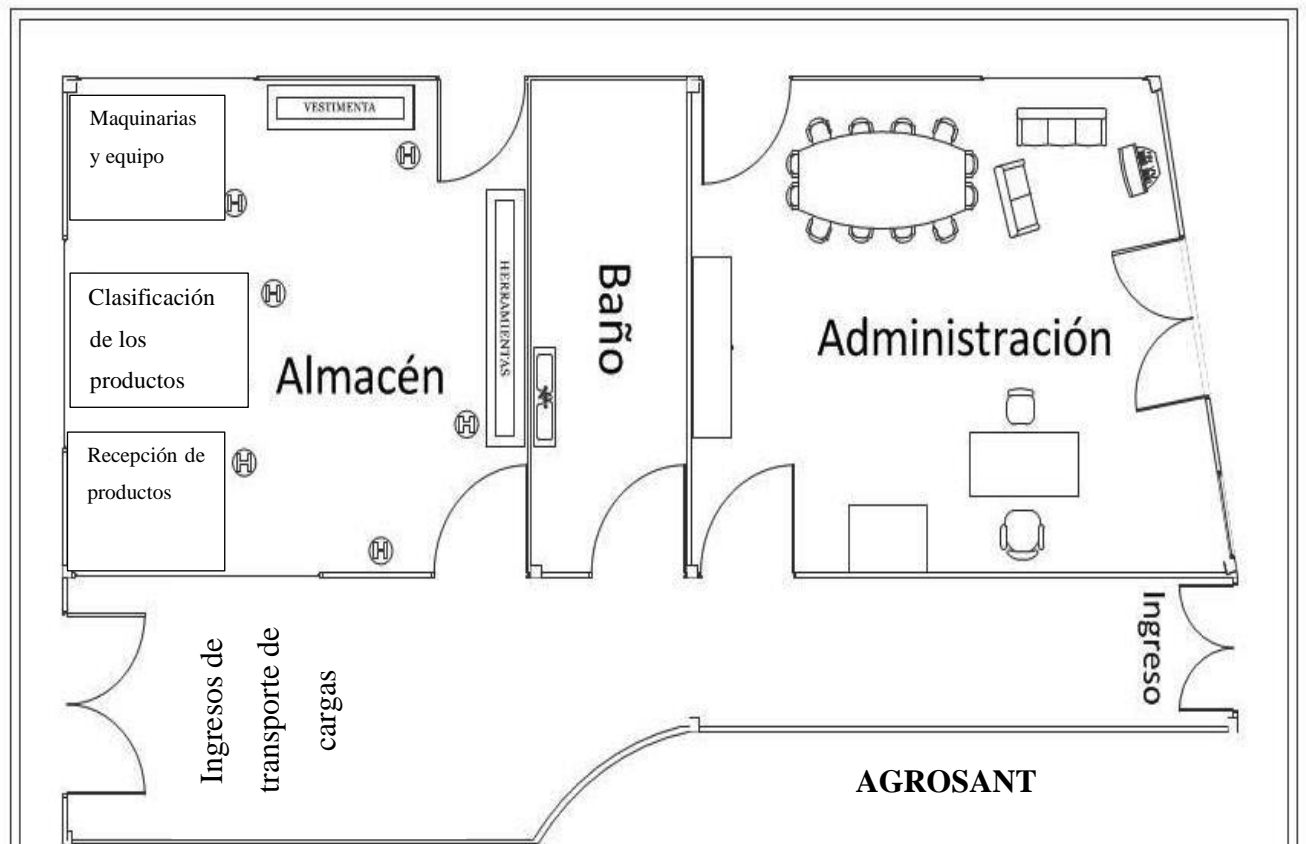 VESTIMENTA
Maquinarias
y equipo
H
H
Clasificación
de los
productos
H
HERRAMIENTAS
Baño
Administración
Almacén
H
Recepción de
productos
H
H
Ingresos de
transporte de
cargas
Ingreso
AGROSANT